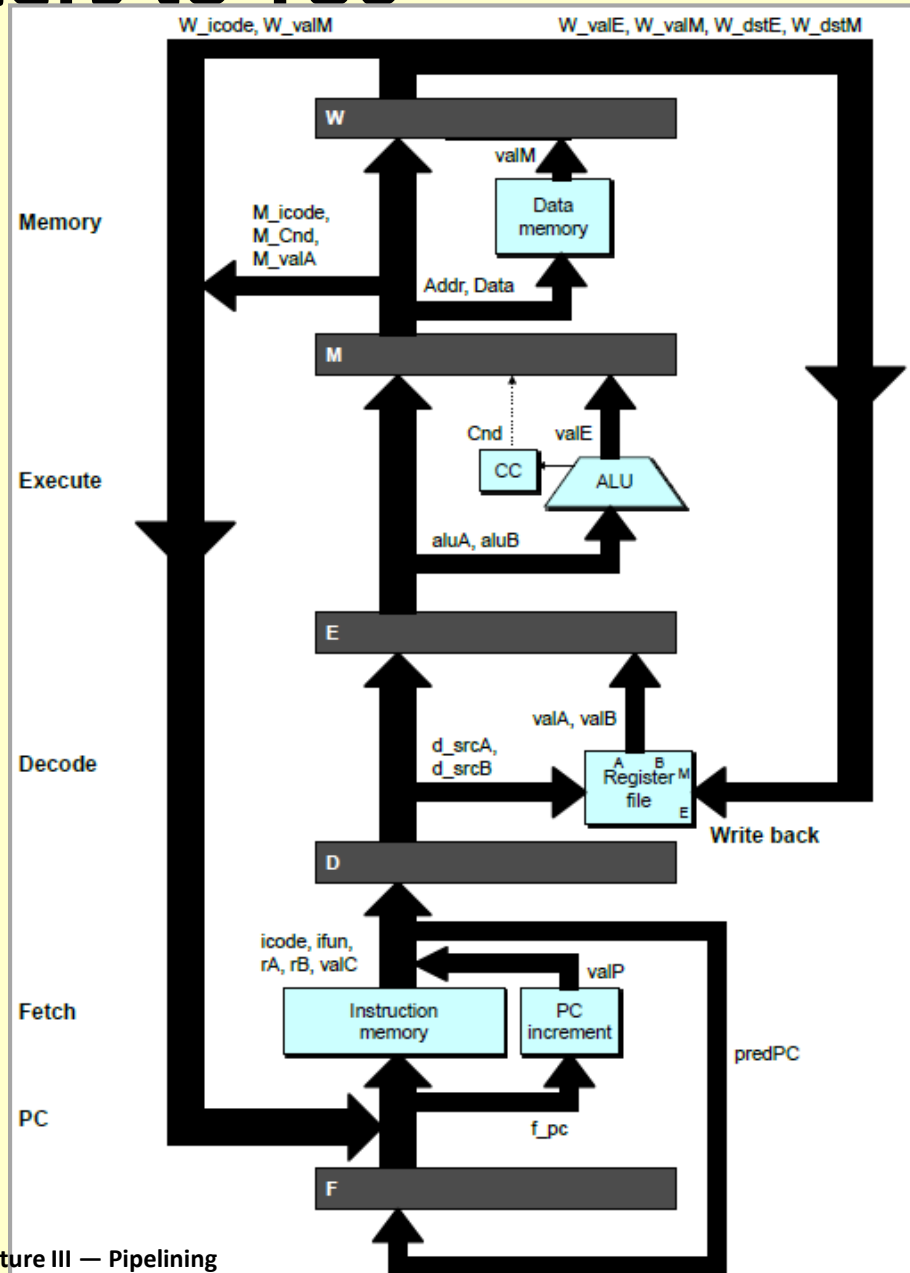 W_icode, W_valM
W_valE, W_valM, W_dstE, W_dstM
W
valM
Memory
Data
memory
M_icode,
M_Cnd,
M_valA
Addr, Data
M
Cnd
valE
CC
ALU
Execute
aluA, aluB
E
valA, valB
Decode
d_srcA,
d_srcB
A B
Register M
file
E
Write back
D
icode, ifun,
rA, rB, valC
valP
Fetch
Instruction
memory
PC
increment
predPC
PC
f_pc
F
ture III — Pipelining